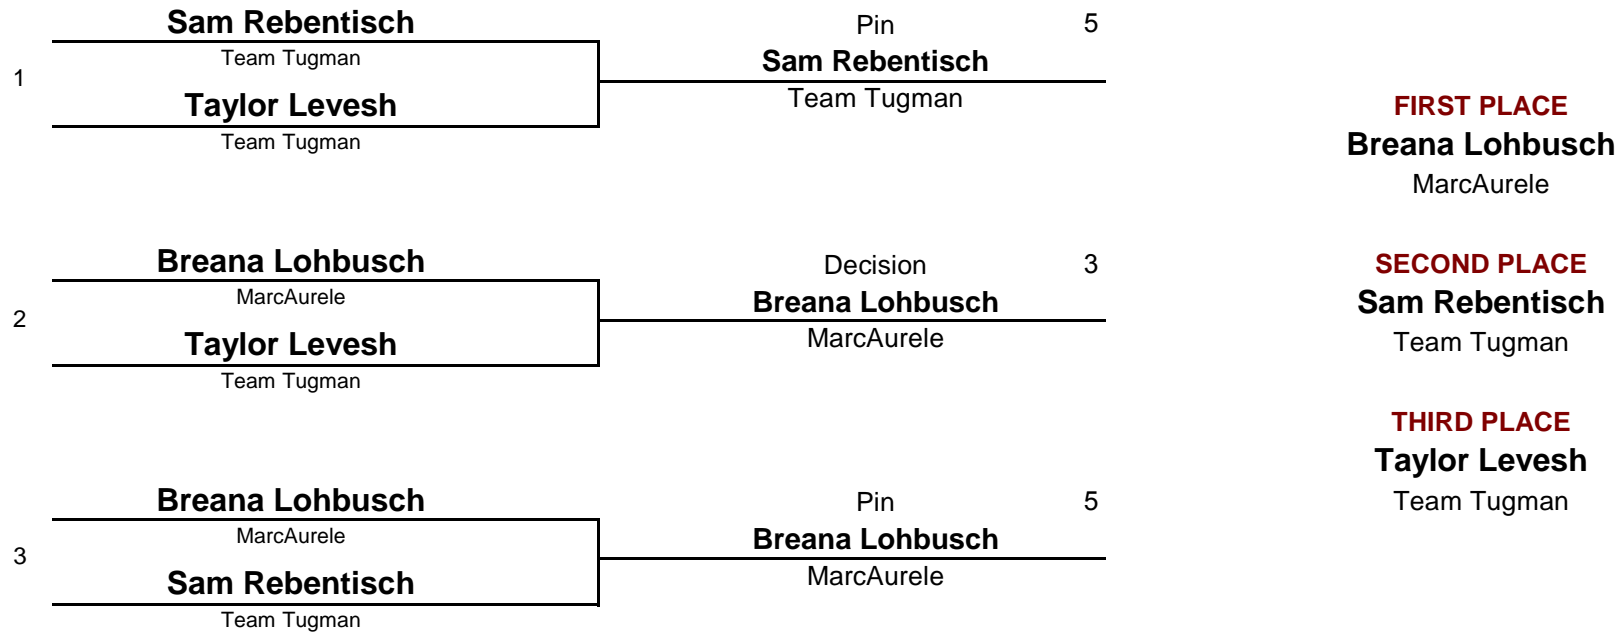 Sam Rebentisch
Team Tugman
1
Taylor Levesh
Team Tugman
Pin 5
Sam Rebentisch
Team Tugman
Breana Lohbusch
MarcAurele
2
Taylor Levesh
Team Tugman
Decision 3
Breana Lohbusch
MarcAurele
Breana Lohbusch
MarcAurele
3
Sam Rebentisch
Team Tugman
Pin 5
Breana Lohbusch
MarcAurele
FIRST PLACE
Breana Lohbusch
MarcAurele
SECOND PLACE
Sam Rebentisch
Team Tugman
THIRD PLACE
Taylor Levesh
Team Tugman